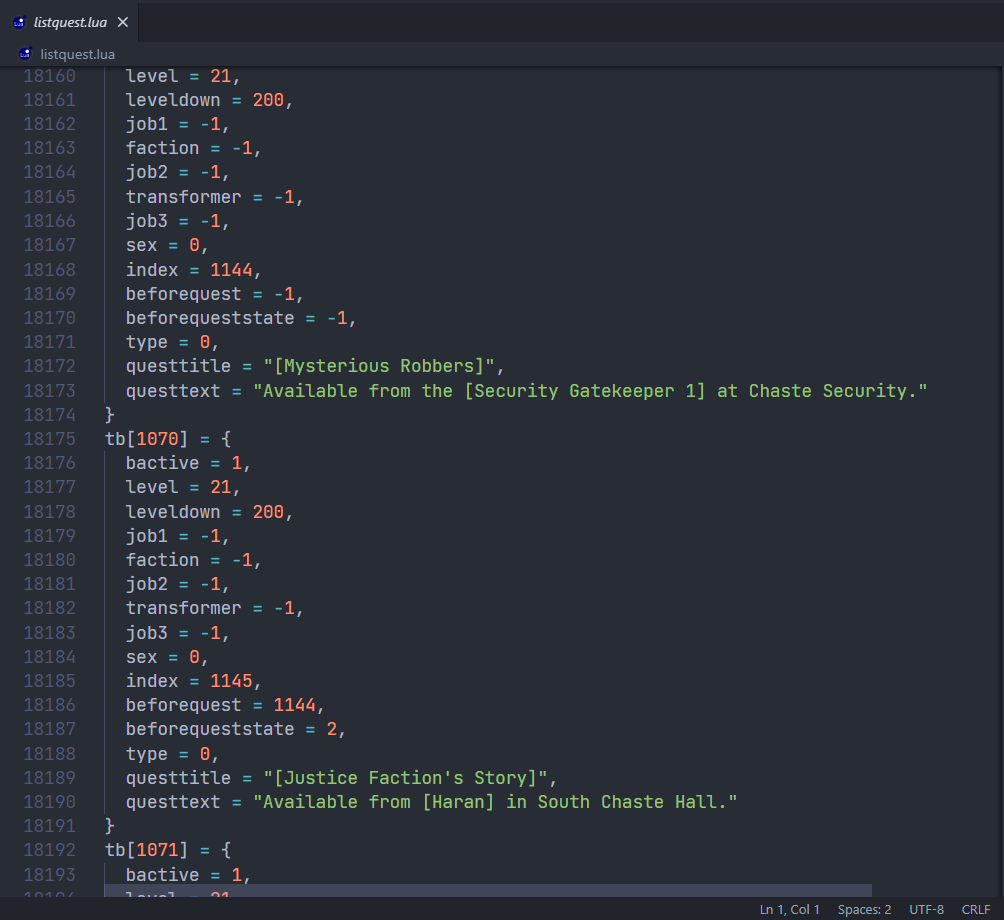 listquest.lua
listquest.lua
18160 level = 21,
18161 leveldown = 200,
18162 job1 = -1,
18163 faction = -1,
18164 job2 = -1,
18165 transformer = -1,
18166 job3 = -1,
18167 sex = 0,
18168 index = 1144,
18169 beforequest = -1,
18170 beforequeststate = -1,
18171 type = 0,
18172 questtitle = "[Mysterious Robbers]",
18173 questtext = "Available from the [Security Gatekeeper 1] at Chaste Security."
18174 }
18175 tb[1070] = {
18176 bactive = 1,
18177 level = 21,
18178 leveldown = 200,
18179 job1 = -1,
18180 faction = -1,
18181 job2 = -1,
18182 transformer = -1,
18183 job3 = -1,
18184 sex = 0,
18185 index = 1145,
18186 beforequest = 1144,
18187 beforequeststate = 2,
18188 type = 0,
18189 questtitle = "[Justice Faction's Story]",
18190 questtext = "Available from [Haran] in South Chaste Hall."
18191 }
18192 tb[1071] = {
18193 bactive = 1,
Ln 1, Col 1 Spaces: 2 UTF-8 CRLF